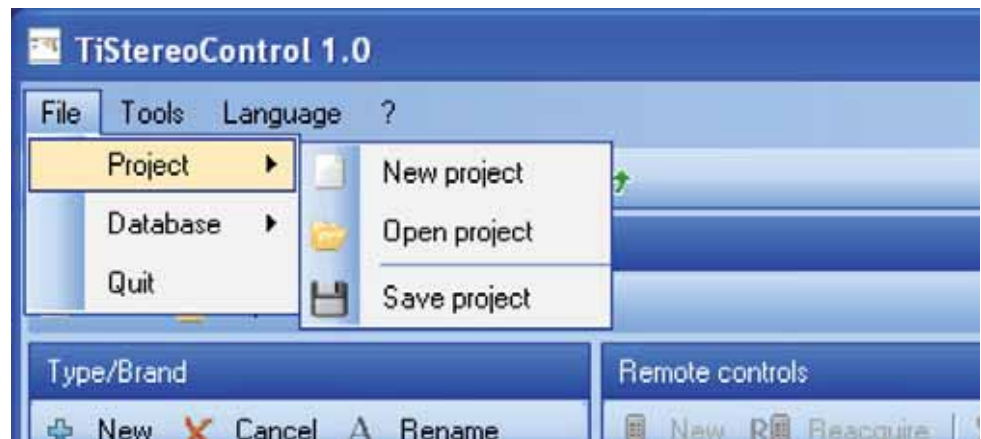 TiStereoControl 1.0
File Tools Language ?
Project
Database
Quit
New project
Open project
Save project
Type/Brand
New Cancel A Rename
Remote controls
New R Reacquire